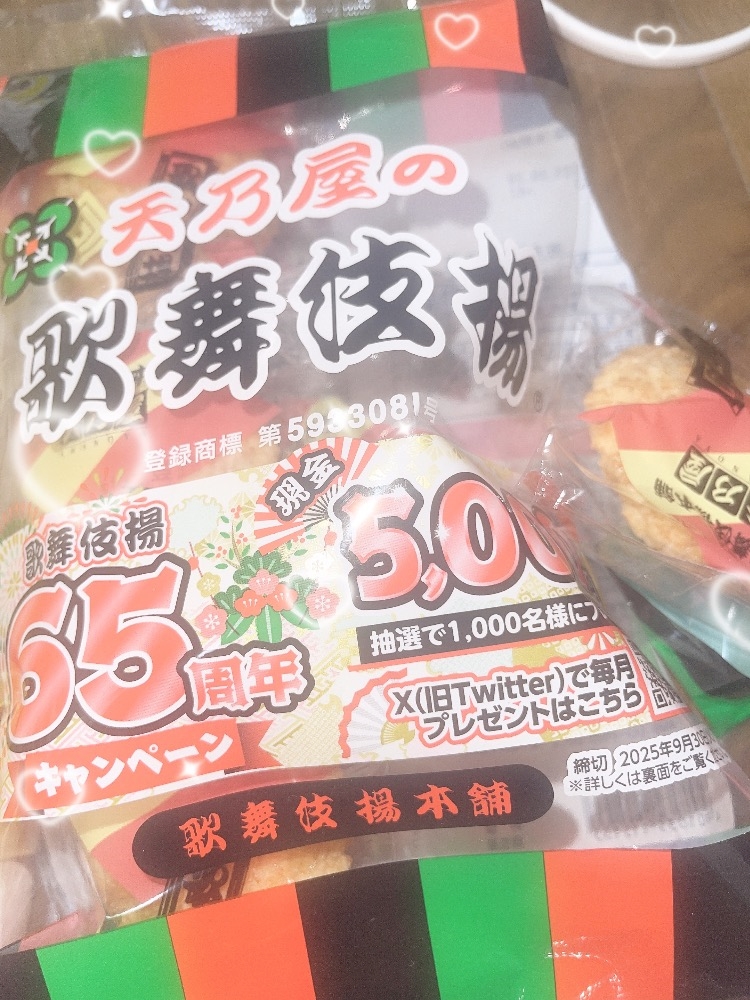 天乃屋の
歌舞伎揚
登録商標 第5933081
現金
歌舞伎揚
65周年
キャンペーン
5,00
抽選で1,000名様に
X(旧Twitter)で毎月
プレゼントはこちら
締切 2025年9月30
※詳しくは裏面をご覧く
歌舞伎揚本舗